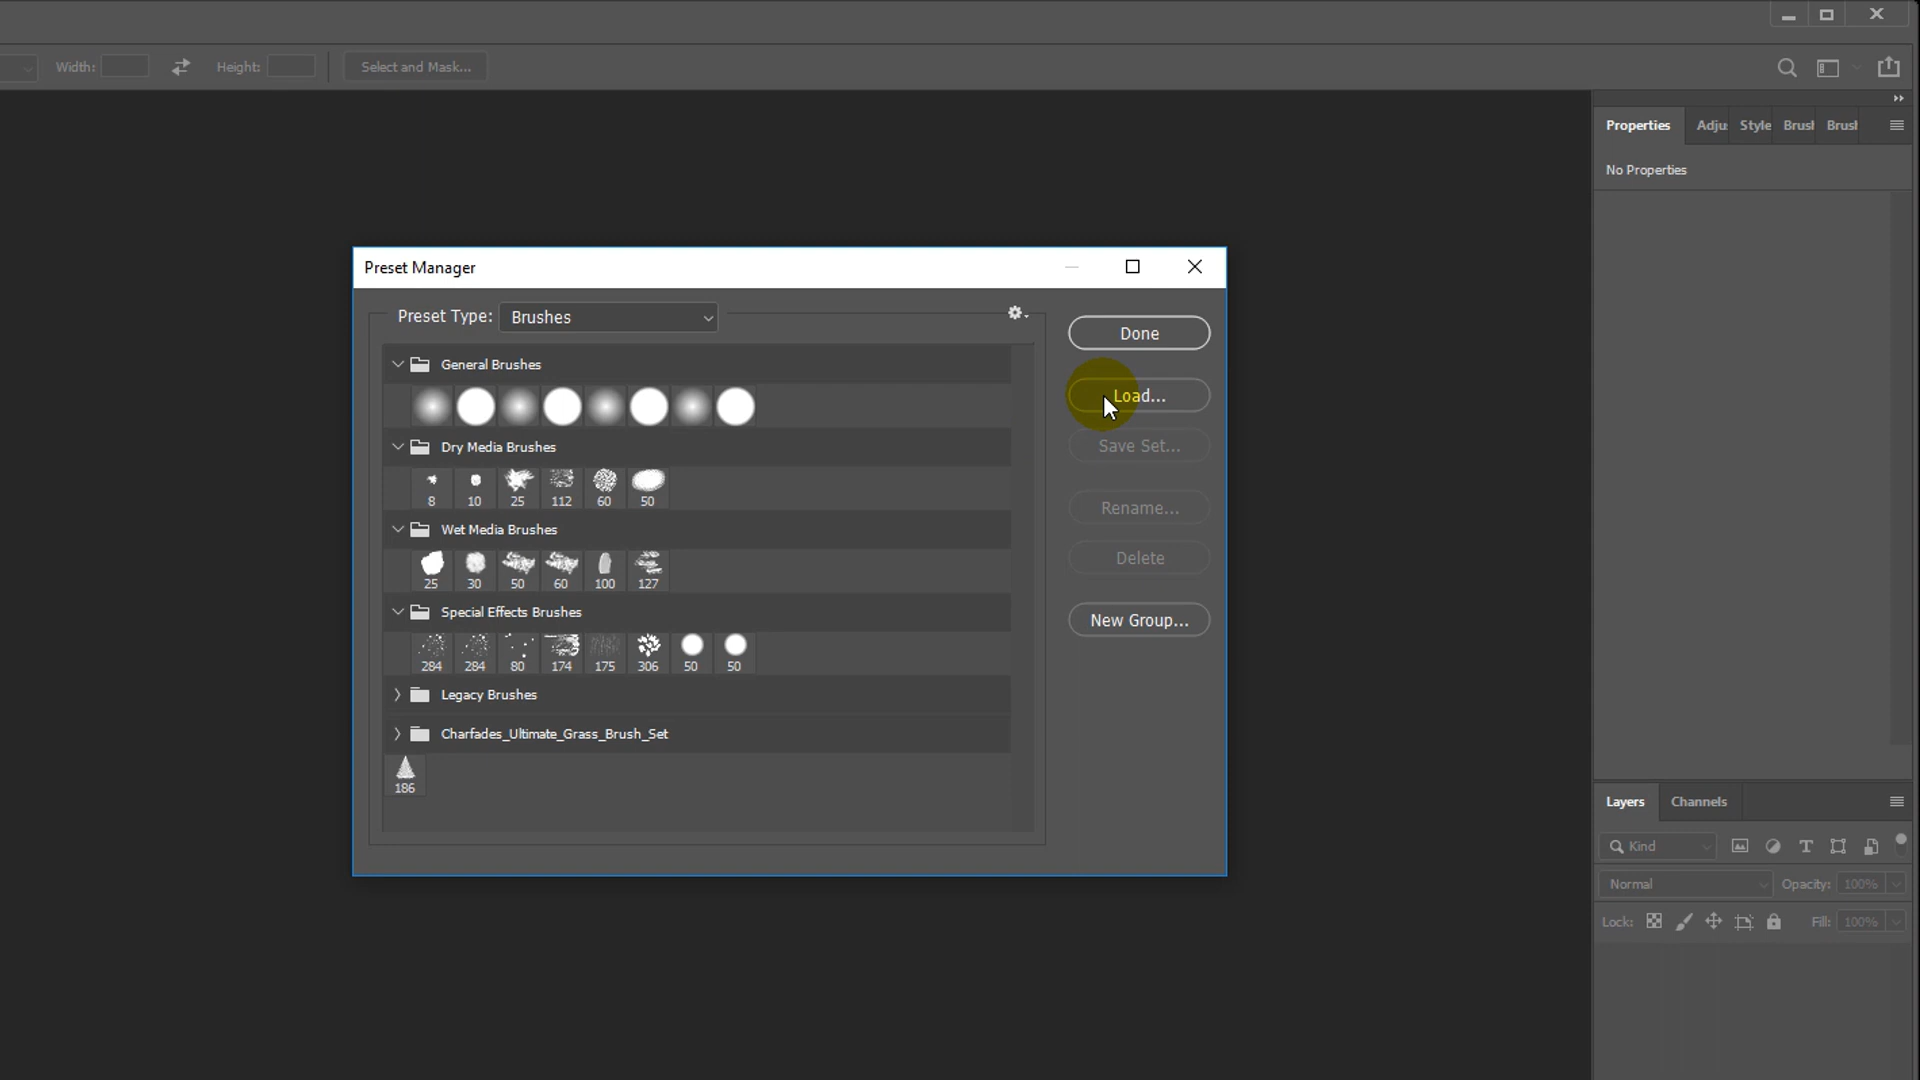 Width: Height: Select and Mask...
Properties Adju Style Brush Brush
No Properties
Preset Manager
Preset Type: Brushes
Done
General Brushes
Load...
Dry Media Brushes
Save Set...
8 10 25 112 60 50
Rename...
Wet Media Brushes
Delete
25 30 50 60 100 127
Special Effects Brushes
New Group...
284 284 80 174 175 306 50 50
Legacy Brushes
Charfades_Ultimate_Grass_Brush_Set
186
Layers Channels
Kind
Normal Opacity: 100%
Lock: Fill: 100%